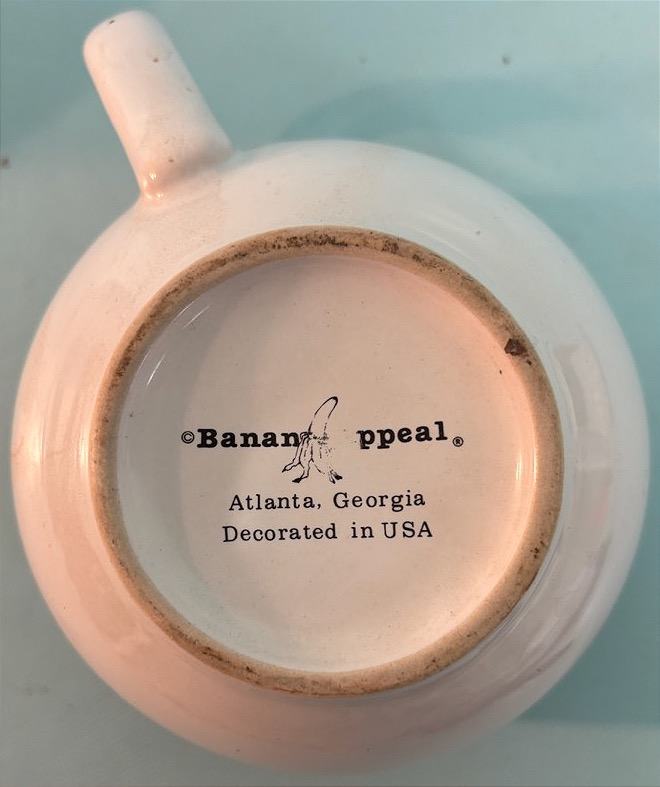 ©Banan ppeal®
Atlanta, Georgia
Decorated in USA